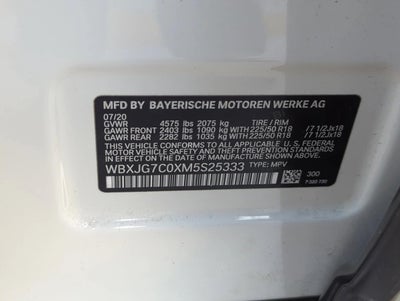 MFD BY BAYERISCHE MOTOREN WERKE AG
07/20
GVWR 4575 lbs 2075 kg TIRE / RIM
GAWR FRONT 2403 lbs 1090 kg WITH 225/50 R18 /7 1/2Jx18
GAWR REAR 2282 lbs 1035 kg WITH 225/50 R18 /7 1/2Jx18
THIS VEHICLE CONFORMS TO ALL APPLICABLE U. S. FEDERAL
MOTOR VEHICLE SAFETY, BUMPER, AND THEFT PREVENTION
STANDARDS IN EFFECT ON THE DATE OF MANUFACTURE
SHOWN ABOVE.
WBXJG7C0XM5S25333 TYPE: MPV
300